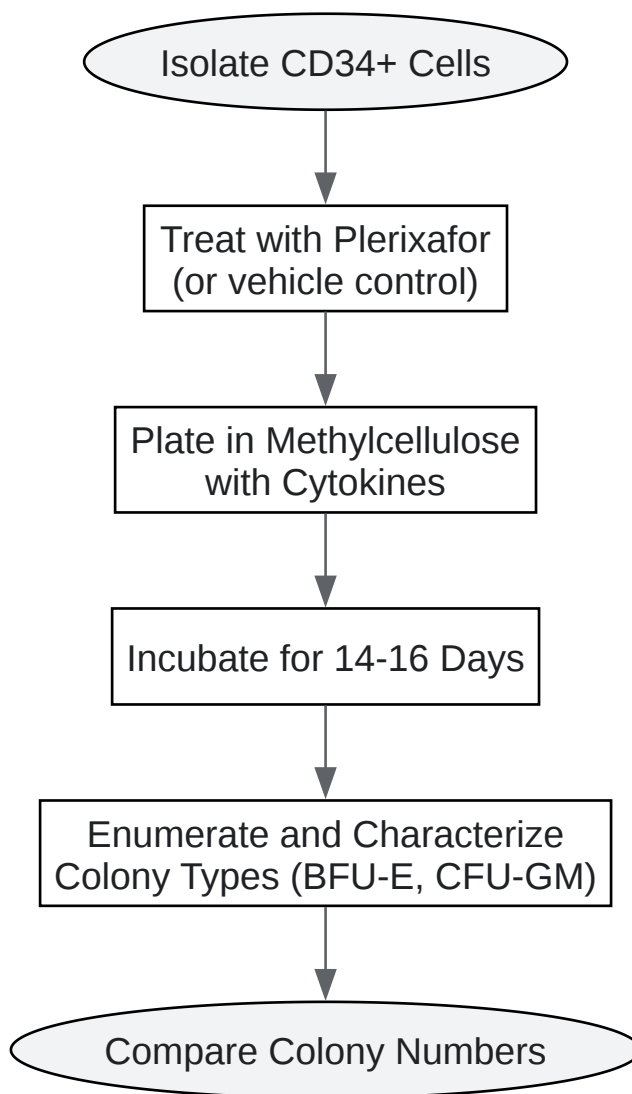 Isolate CD34+ Cells
Treat with Plerixafor
(or vehicle control)
Plate in Methylcellulose
with Cytokines
Incubate for 14-16 Days
Enumerate and Characterize
Colony Types (BFU-E, CFU-GM)
Compare Colony Numbers